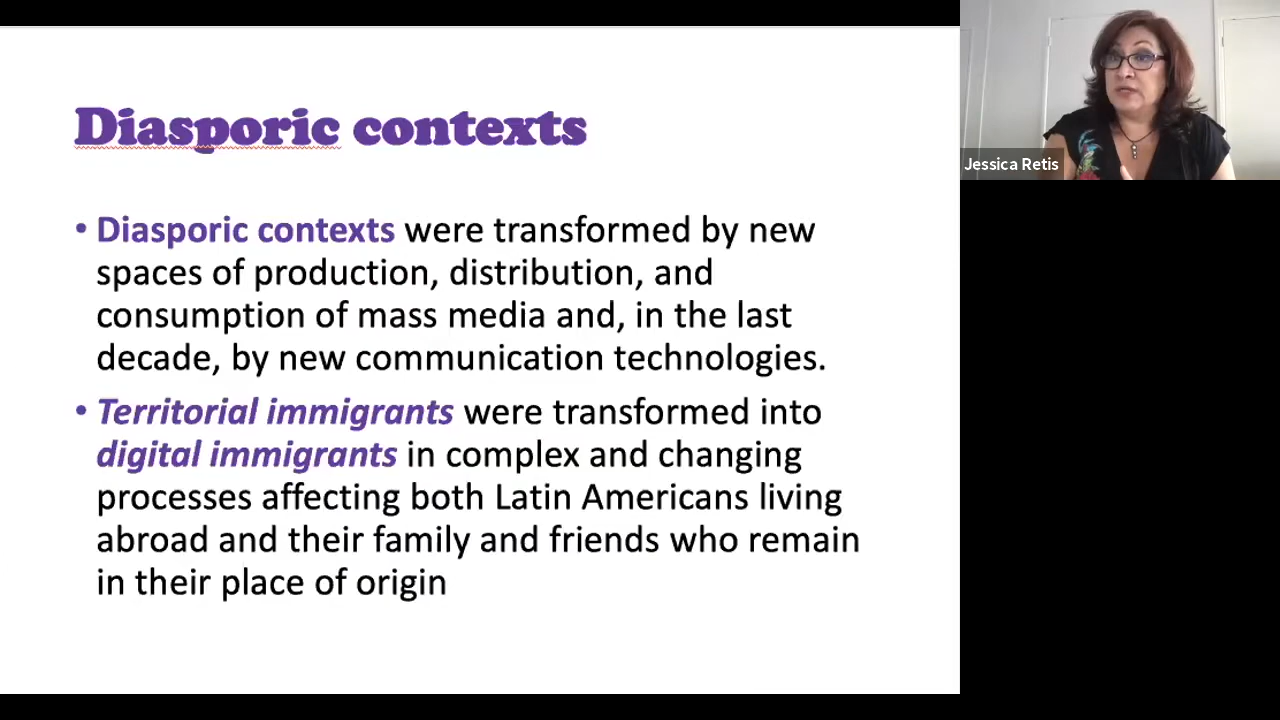 Diasporic contexts
• Diasporic contexts were transformed by new
spaces of production, distribution, and
consumption of mass media and, in the last
decade, by new communication technologies.
• Territorial immigrants were transformed into
digital immigrants in complex and changing
processes affecting both Latin Americans living
abroad and their family and friends who remain
in their place of origin
Jessica Retis